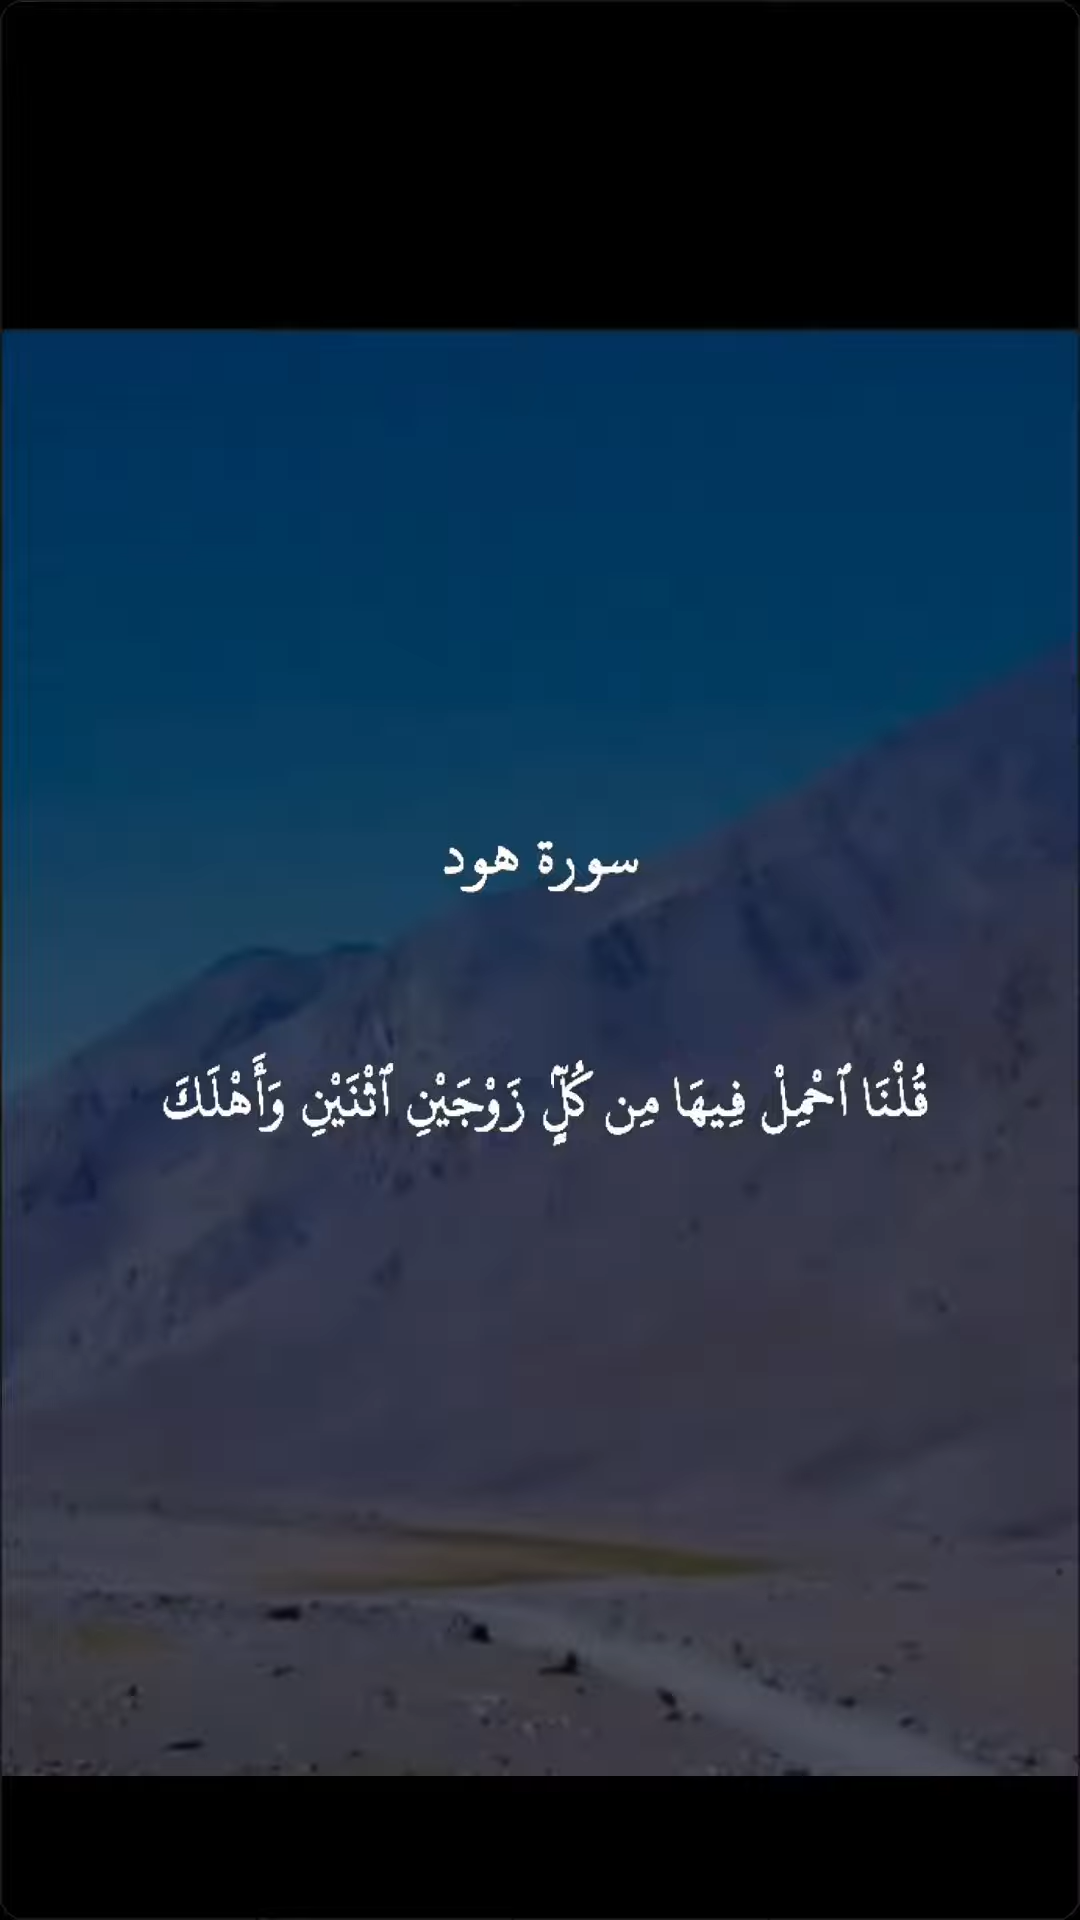 سورة هود
قُلْنَا ٱحْمِلْ فِيهَا مِن كُلٍّۢ زَوْجَيْنِ ٱثْنَيْنِ وَأَهْلَكَ